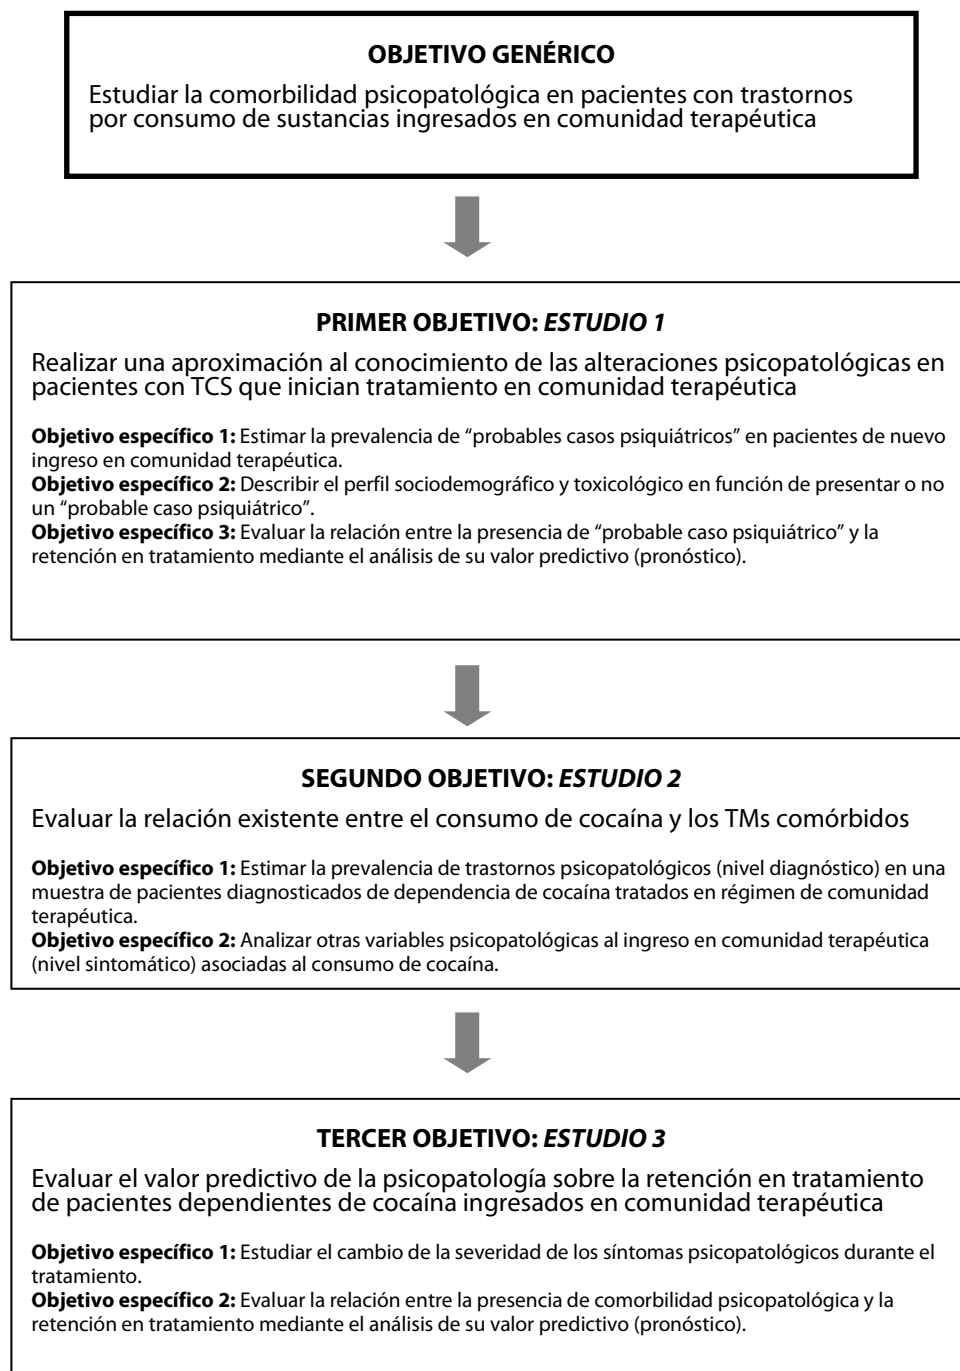 OBJETIVO GENÉRICO
Estudiar la comorbilidad psicopatológica en pacientes con trastornos
por consumo de sustancias ingresados en comunidad terapéutica
PRIMER OBJETIVO: ESTUDIO 1
Realizar una aproximación al conocimiento de las alteraciones psicopatológicas en
pacientes con TCS que inician tratamiento en comunidad terapéutica
Objetivo específico 1: Estimar la prevalencia de “probables casos psiquiátricos” en pacientes de nuevo
ingreso en comunidad terapéutica.
Objetivo específico 2: Describir el perfil sociodemográfico y toxicológico en función de presentar o no
un “probable caso psiquiátrico”.
Objetivo específico 3: Evaluar la relación entre la presencia de “probable caso psiquiátrico” y la
retención en tratamiento mediante el análisis de su valor predictivo (pronóstico).
SEGUNDO OBJETIVO: ESTUDIO 2
Evaluar la relación existente entre el consumo de cocaína y los TMs comórbidos
Objetivo específico 1: Estimar la prevalencia de trastornos psicopatológicos (nivel diagnóstico) en una
muestra de pacientes diagnosticados de dependencia de cocaína tratados en régimen de comunidad
terapéutica.
Objetivo específico 2: Analizar otras variables psicopatológicas al ingreso en comunidad terapéutica
(nivel sintomático) asociadas al consumo de cocaína.
TERCER OBJETIVO: ESTUDIO 3
Evaluar el valor predictivo de la psicopatología sobre la retención en tratamiento
de pacientes dependientes de cocaína ingresados en comunidad terapéutica
Objetivo específico 1: Estudiar el cambio de la severidad de los síntomas psicopatológicos durante el
tratamiento.
Objetivo específico 2: Evaluar la relación entre la presencia de comorbilidad psicopatológica y la
retención en tratamiento mediante el análisis de su valor predictivo (pronóstico).